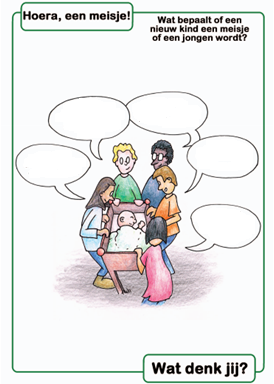 Hoera, een meisje!
Wat bepaalt of een
nieuw kind een meisje
of een jongen wordt?
Wat denk jij?